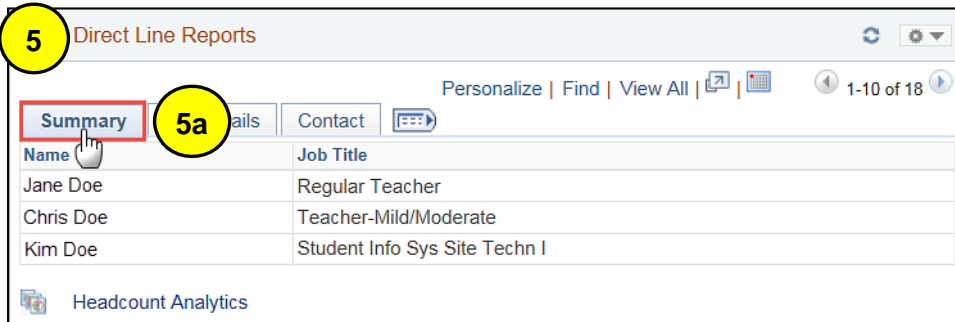 5 Direct Line Reports
Personalize | Find | View All | | 1-10 of 18
Summary 5a ails Contact
Name Job Title
Jane Doe Regular Teacher
Chris Doe Teacher-Mild/Moderate
Kim Doe Student Info Sys Site Techn I
Headcount Analytics